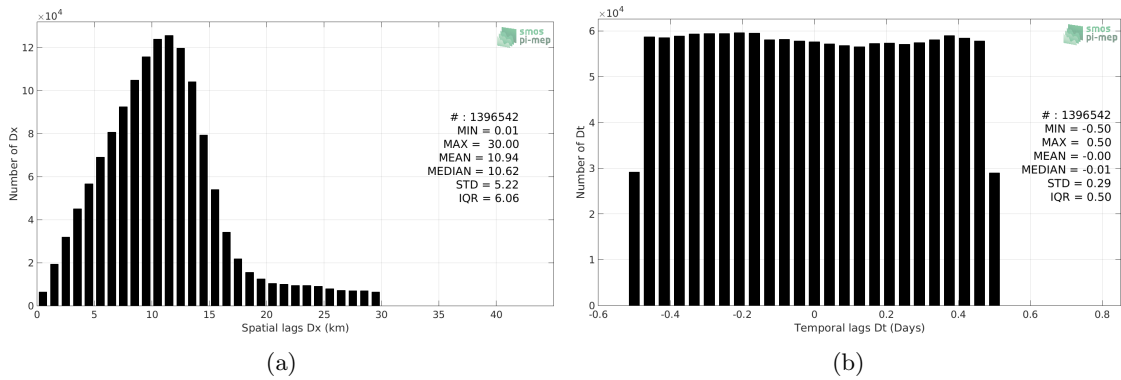 ×10⁴
smos
pi-mep
# : 1396542
MIN = 0.01
MAX = 30.00
MEAN = 10.94
MEDIAN = 10.62
STD = 5.22
IQR = 6.06
Number of Dx
12
10
8
6
4
2
0
0 5 10 15 20 25 30 35 40
Spatial lags Dx (km)
(a)
×10⁴
smos
pi-mep
# : 1396542
MIN = -0.50
MAX = 0.50
MEAN = -0.00
MEDIAN = -0.01
STD = 0.29
IQR = 0.50
Number of Dt
6
5
4
3
2
1
0
-0.6 -0.4 -0.2 0 0.2 0.4 0.6 0.8
Temporal lags Dt (Days)
(b)